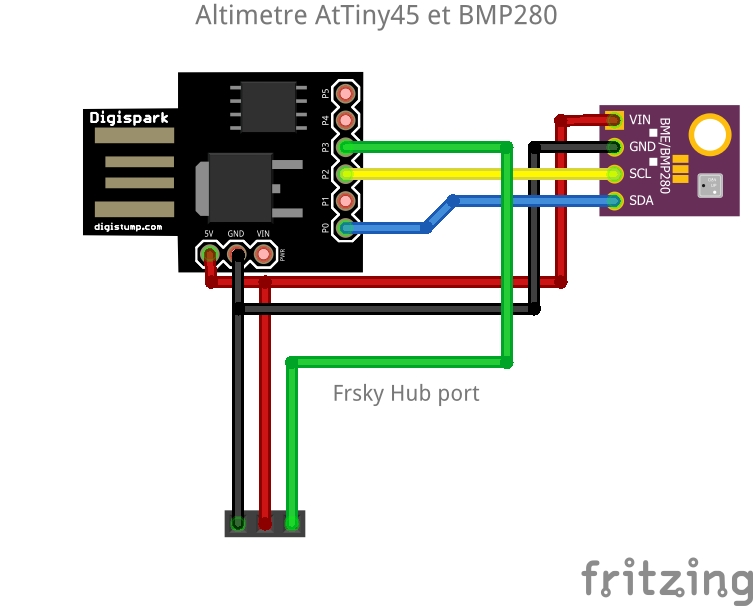 Altimetre AtTiny45 et BMP280
Digispark
digistump.com
P5
P4
P3
P2
P1
P0
5V
GND
VIN
PWR
VIN
GND
SCL
SDA
BME/BMP280
Frsky Hub port
fritzing